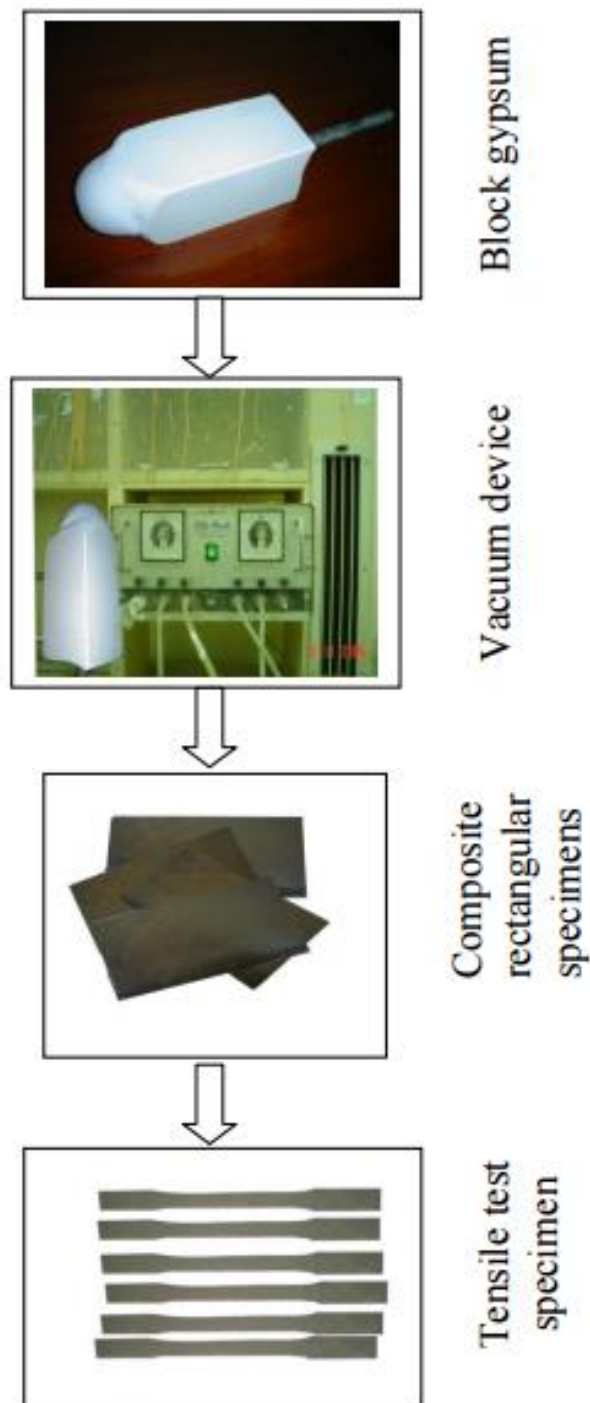 Block gypsum
Vacuum device
Composite
rectangular
specimens
Tensile test
specimen